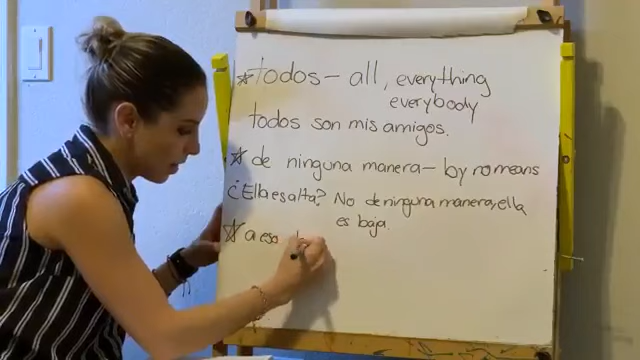 * todos – all, everything
everybody
todos son mis amigos.
* de ninguna manera – by no means
¿Ella es alta? No de ninguna manera, ella
es baja.
* a eso